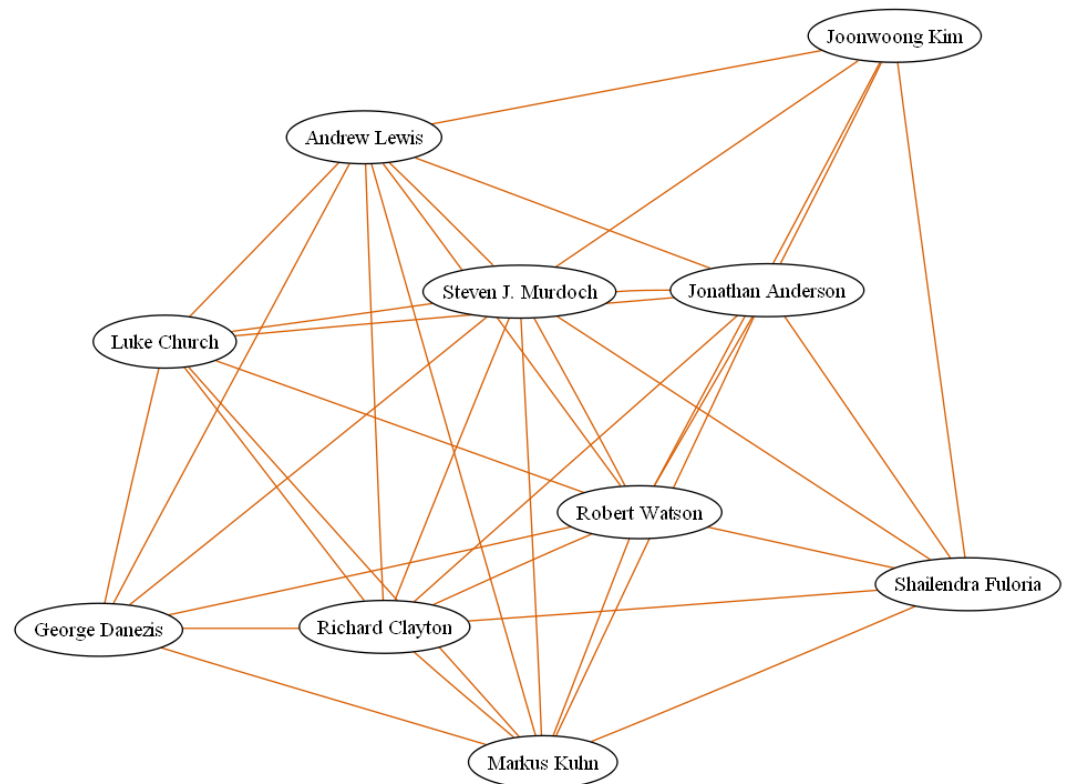 Joonwoong Kim
Andrew Lewis
Steven J. Murdoch
Jonathan Anderson
Luke Church
Robert Watson
Shailendra Fuloria
George Danezis
Richard Clayton
Markus Kuhn